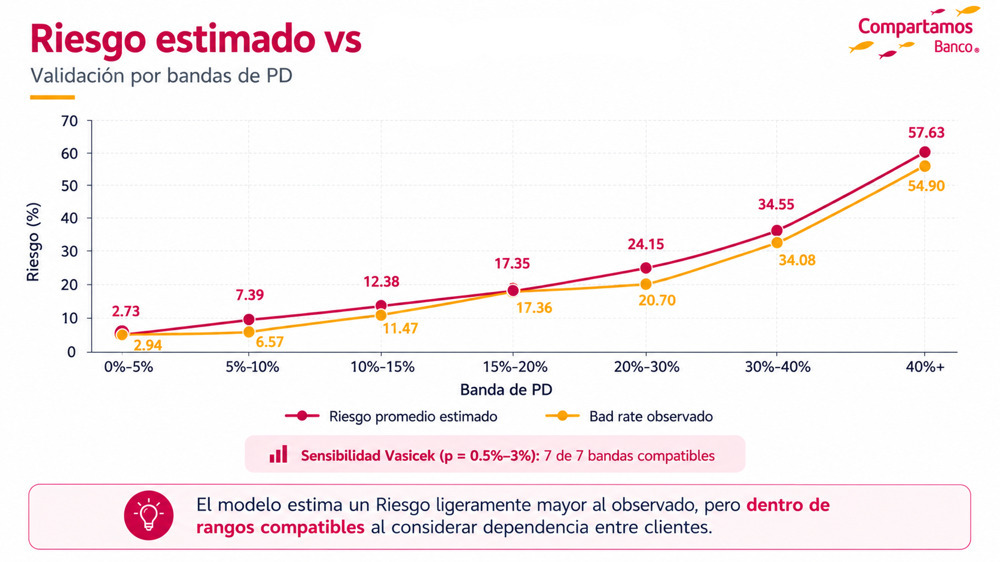 Riesgo estimado vs
Compartamos
Banco®
Validación por bandas de PD
Riesgo (%)
70
60
50
40
30
20
10
0
2.73
7.39
12.38
17.35
24.15
34.55
57.63
2.94
6.57
11.47
17.36
20.70
34.08
54.90
0%-5%
5%-10%
10%-15%
15%-20%
20%-30%
30%-40%
40%+
Banda de PD
Riesgo promedio estimado
Bad rate observado
Sensibilidad Vasicek (p = 0.5%–3%): 7 de 7 bandas compatibles
El modelo estima un Riesgo ligeramente mayor al observado, pero dentro de
rangos compatibles al considerar dependencia entre clientes.